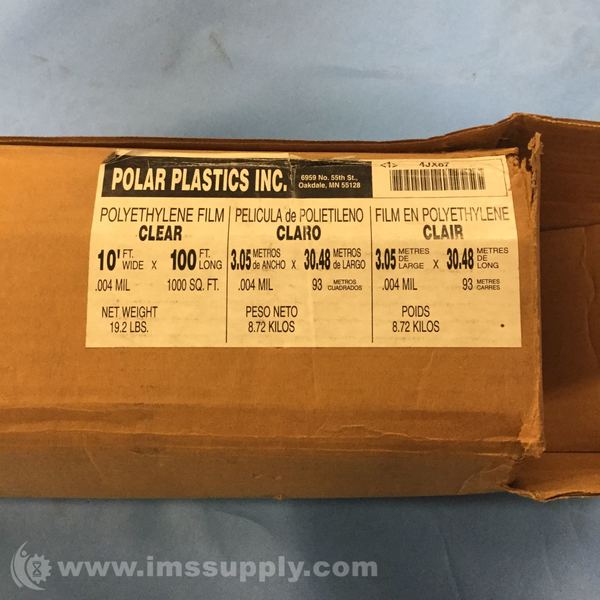 POLAR PLASTICS INC.
6959 No. 55th St.,
Oakdale, MN 55128
<1> 4JX67
POLYETHYLENE FILM
CLEAR
10' FT. WIDE x 100 FT. LONG
.004 MIL 1000 SQ. FT.
NET WEIGHT
19.2 LBS.
PELICULA de POLIETILENO
CLARO
3.05 METROS de ANCHO x 30.48 METROS de LARGO
.004 MIL 93 METROS CUADRADOS
PESO NETO
8.72 KILOS
FILM EN POLYETHYLENE
CLAIR
3.05 METRES DE LARGE x 30.48 METRES DE LONG
.004 MIL 93 METRES CARRES
POIDS
8.72 KILOS
www.imssupply.com